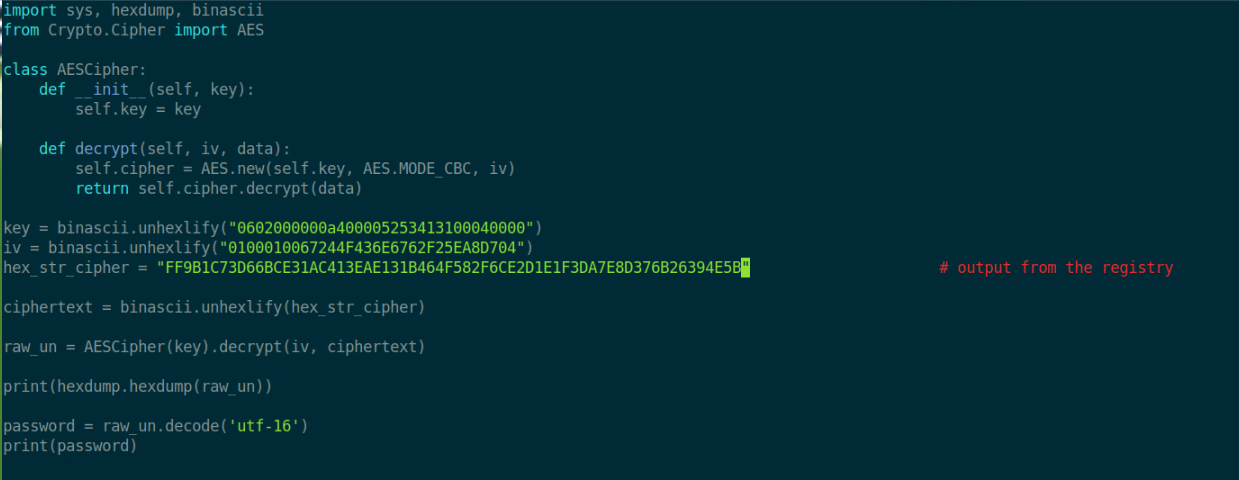 import sys, hexdump, binascii
from Crypto.Cipher import AES
class AESCipher:
def __init__(self, key):
self.key = key
def decrypt(self, iv, data):
self.cipher = AES.new(self.key, AES.MODE_CBC, iv)
return self.cipher.decrypt(data)
key = binascii.unhexlify("0602000000a400005253413100040000")
iv = binascii.unhexlify("0100010067244F436E6762F25EA8D704")
hex_str_cipher = "FF9B1C73D66BCE31AC413EAE131B464F582F6CE2D1E1F3DA7E8D376B26394E5B" # output from the registry
ciphertext = binascii.unhexlify(hex_str_cipher)
raw_un = AESCipher(key).decrypt(iv, ciphertext)
print(hexdump.hexdump(raw_un))
password = raw_un.decode('utf-16')
print(password)